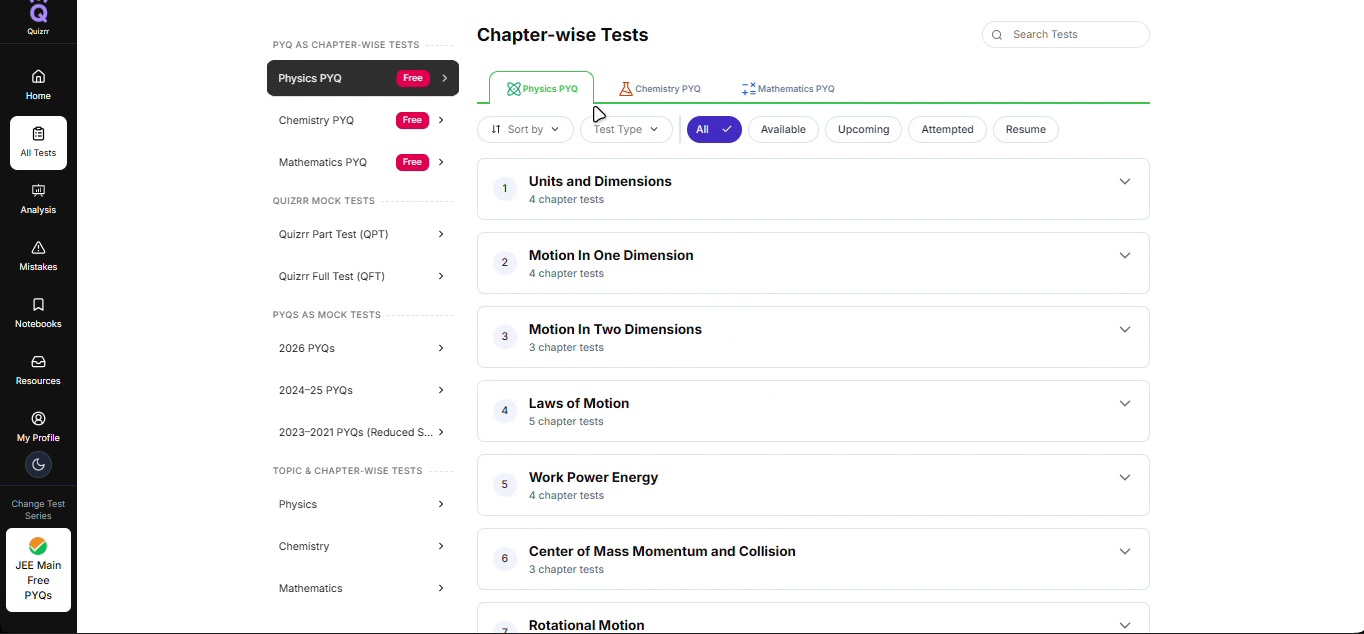 Quizrr
Home
All Tests
Analysis
Mistakes
Notebooks
Resources
My Profile
Change Test
Series
JEE Main
Free
PYQs
PYQ AS CHAPTER-WISE TESTS
Physics PYQ Free
Chemistry PYQ Free
Mathematics PYQ Free
QUIZRR MOCK TESTS
Quizrr Part Test (QPT)
Quizrr Full Test (QFT)
PYQS AS MOCK TESTS
2026 PYQs
2024–25 PYQs
2023–2021 PYQs (Reduced S...
TOPIC & CHAPTER-WISE TESTS
Physics
Chemistry
Mathematics
Chapter-wise Tests
Search Tests
Physics PYQ Chemistry PYQ Mathematics PYQ
Sort by Test Type All Available Upcoming Attempted Resume
1 Units and Dimensions
4 chapter tests
2 Motion In One Dimension
4 chapter tests
3 Motion In Two Dimensions
3 chapter tests
4 Laws of Motion
5 chapter tests
5 Work Power Energy
4 chapter tests
6 Center of Mass Momentum and Collision
3 chapter tests
7 Rotational Motion